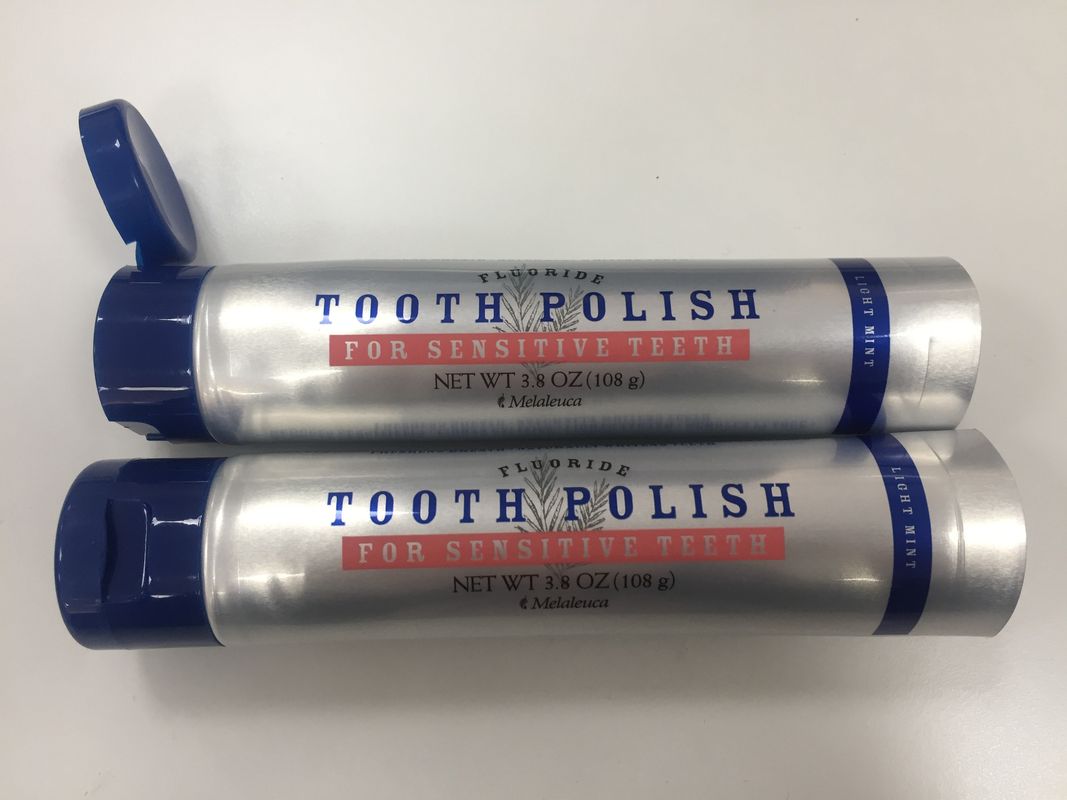 FLUORIDE
TOOTH POLISH
FOR SENSITIVE TEETH
NET WT 3.8 OZ (108 g)
Melaleuca
LIGHT MINT
FLUORIDE
TOOTH POLISH
FOR SENSITIVE TEETH
NET WT 3.8 OZ (108 g)
Melaleuca
LIGHT MINT